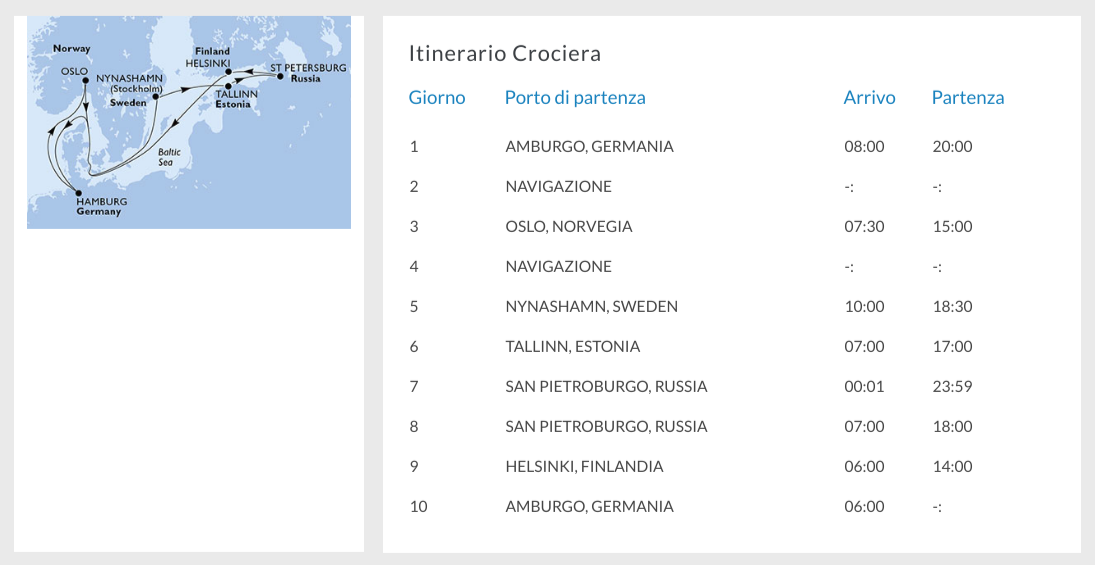 Norway
OSLO
NYNASHAMN
(Stockholm)
Sweden
Finland
HELSINKI
ST PETERSBURG
Russia
TALLINN
Estonia
Baltic
Sea
HAMBURG
Germany
Itinerario Crociera
Giorno Porto di partenza Arrivo Partenza
1 AMBURGO, GERMANIA 08:00 20:00
2 NAVIGAZIONE -: -:
3 OSLO, NORVEGIA 07:30 15:00
4 NAVIGAZIONE -: -:
5 NYNASHAMN, SWEDEN 10:00 18:30
6 TALLINN, ESTONIA 07:00 17:00
7 SAN PIETROBURGO, RUSSIA 00:01 23:59
8 SAN PIETROBURGO, RUSSIA 07:00 18:00
9 HELSINKI, FINLANDIA 06:00 14:00
10 AMBURGO, GERMANIA 06:00 -: